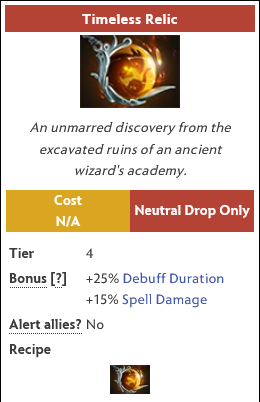 Timeless Relic
An unmarred discovery from the
excavated ruins of an ancient
wizard's academy.
Cost
N/A
Neutral Drop Only
Tier 4
Bonus [?] +25% Debuff Duration
+15% Spell Damage
Alert allies? No
Recipe